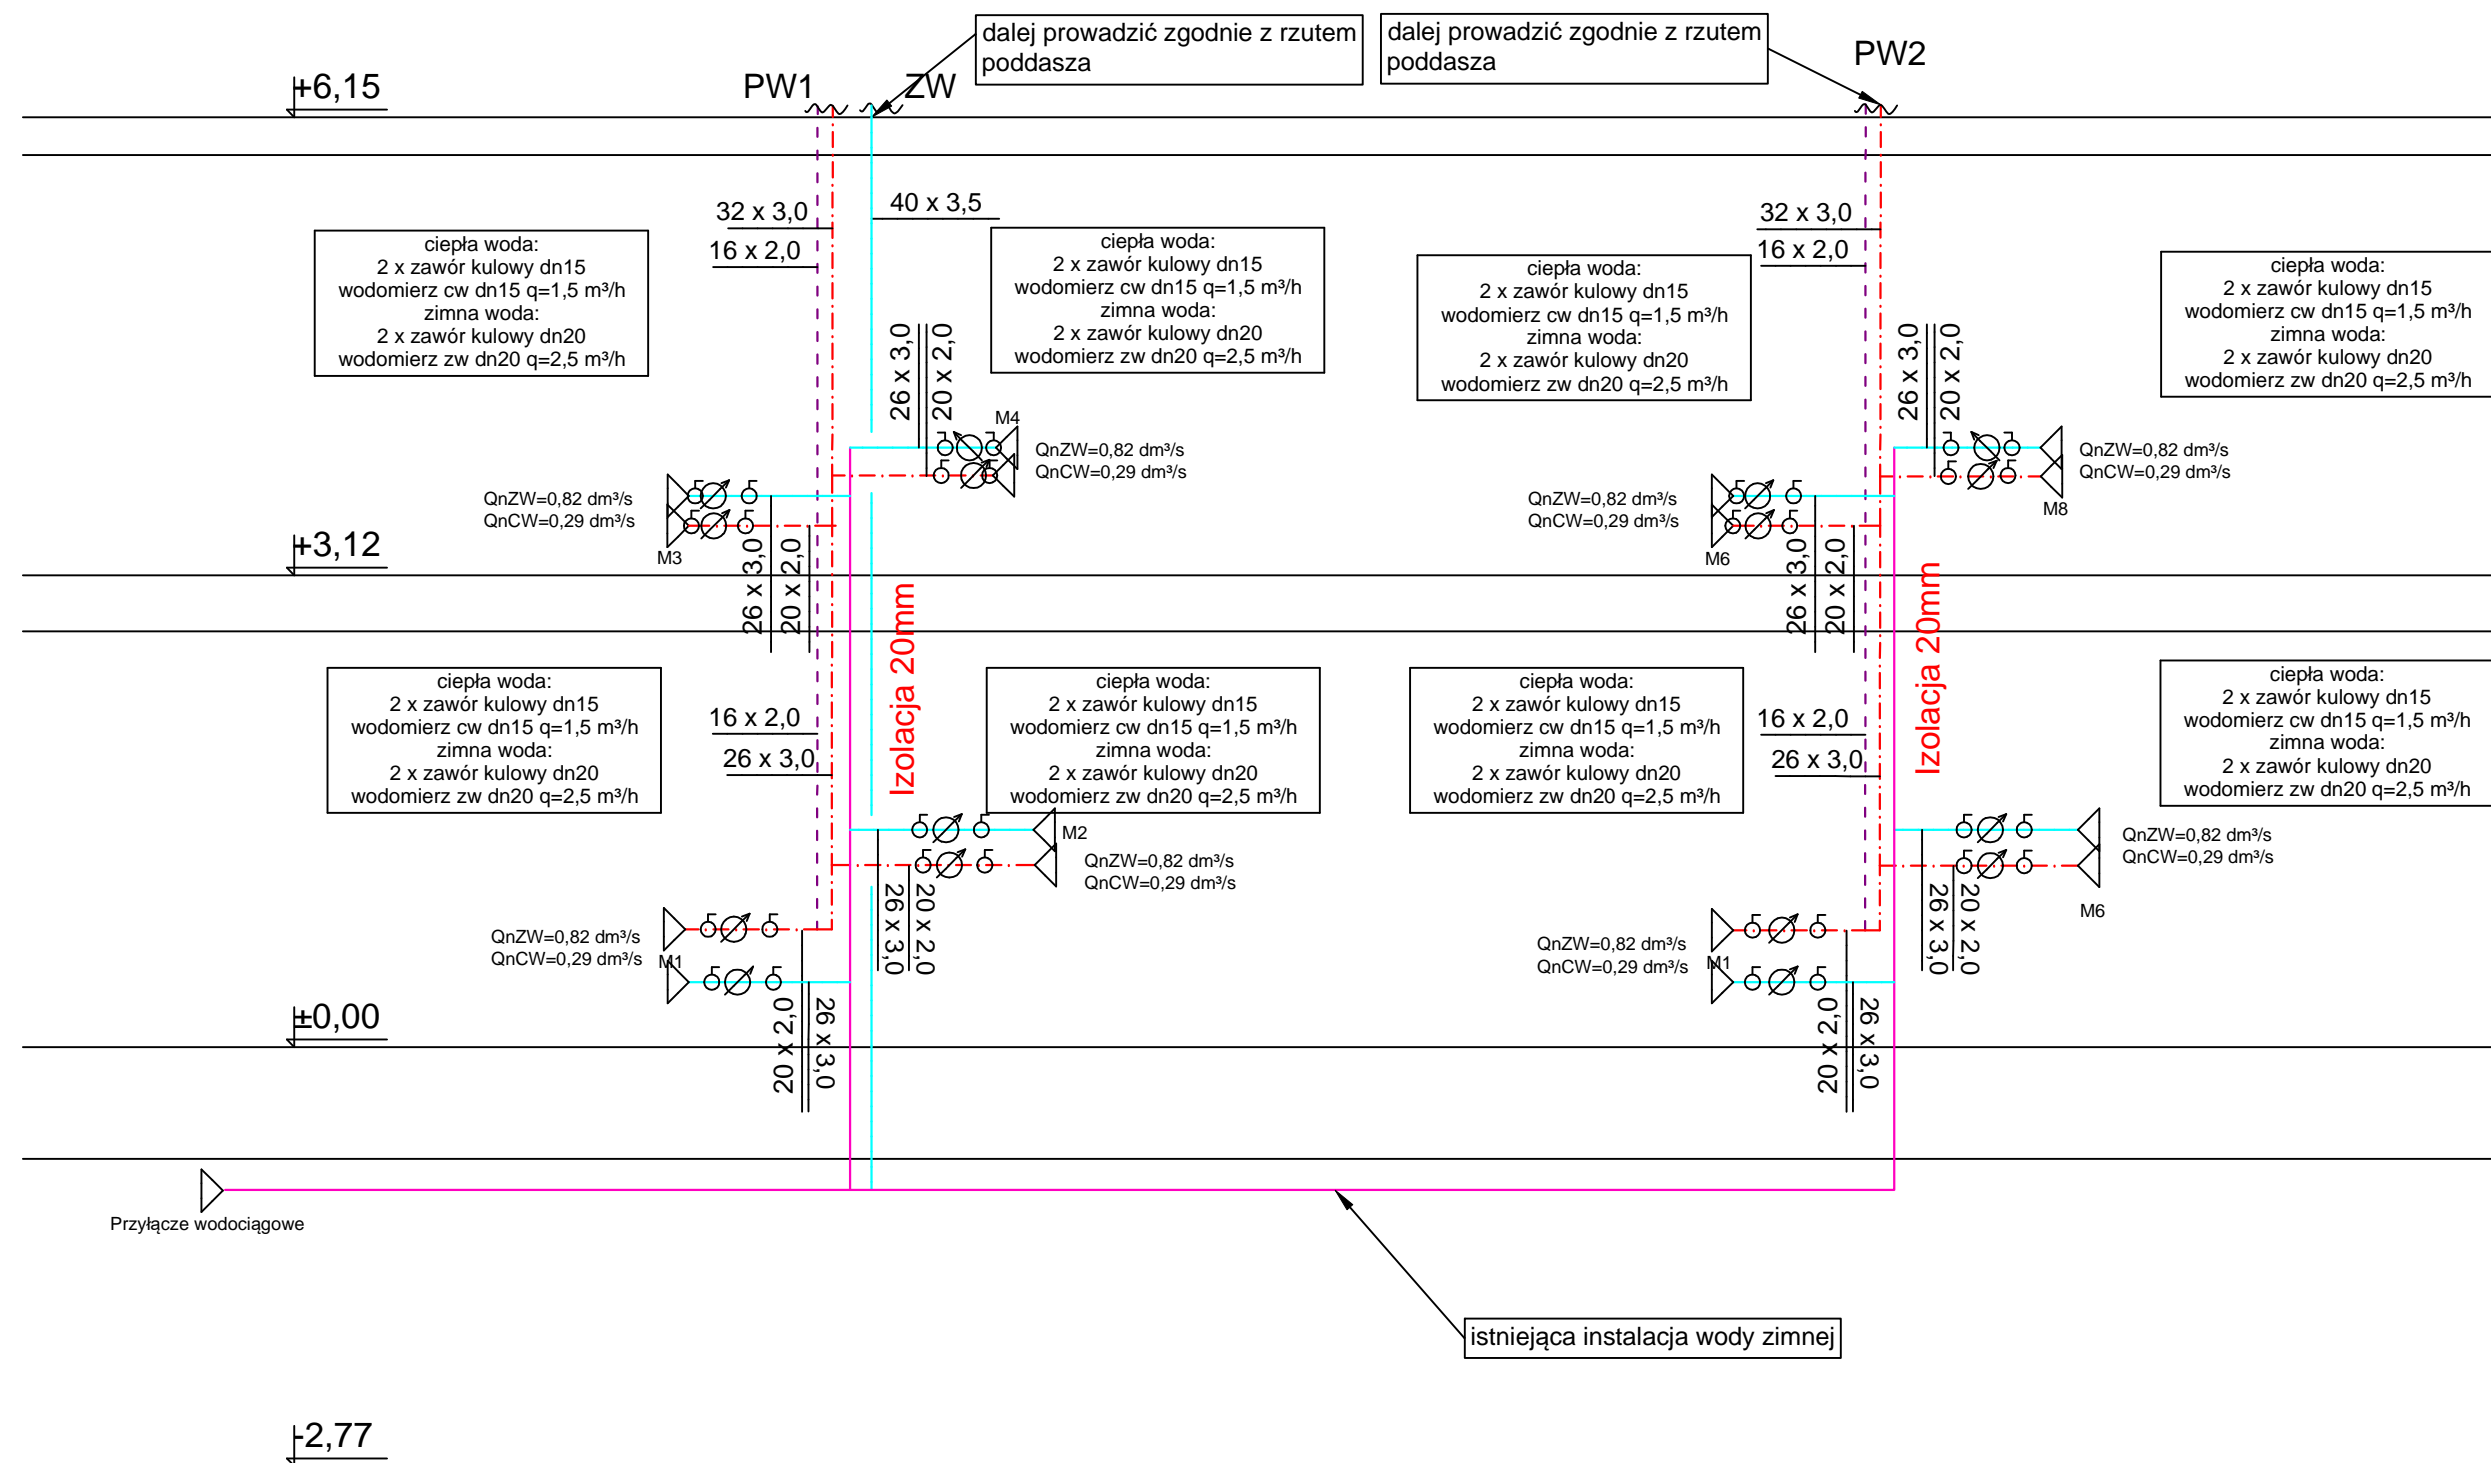 dalej prowadzić zgodnie z rzutem
poddasza
dalej prowadzić zgodnie z rzutem
poddasza
PW1
ZW
PW2
+6,15
32 x 3,0
16 x 2,0
40 x 3,5
32 x 3,0
16 x 2,0
ciepła woda:
2 x zawór kulowy dn15
wodomierz cw dn15 q=1,5 m³/h
zimna woda:
2 x zawór kulowy dn20
wodomierz zw dn20 q=2,5 m³/h
ciepła woda:
2 x zawór kulowy dn15
wodomierz cw dn15 q=1,5 m³/h
zimna woda:
2 x zawór kulowy dn20
wodomierz zw dn20 q=2,5 m³/h
ciepła woda:
2 x zawór kulowy dn15
wodomierz cw dn15 q=1,5 m³/h
zimna woda:
2 x zawór kulowy dn20
wodomierz zw dn20 q=2,5 m³/h
ciepła woda:
2 x zawór kulowy dn15
wodomierz cw dn15 q=1,5 m³/h
zimna woda:
2 x zawór kulowy dn20
wodomierz zw dn20 q=2,5 m³/h
26 x 3,0
20 x 2,0
26 x 3,0
20 x 2,0
M4
QnZW=0,82 dm³/s
QnCW=0,29 dm³/s
QnZW=0,82 dm³/s
QnCW=0,29 dm³/s
M8
QnZW=0,82 dm³/s
QnCW=0,29 dm³/s
M3
QnZW=0,82 dm³/s
QnCW=0,29 dm³/s
M6
+3,12
26 x 3,0
20 x 2,0
26 x 3,0
20 x 2,0
Izolacja 20mm
Izolacja 20mm
ciepła woda:
2 x zawór kulowy dn15
wodomierz cw dn15 q=1,5 m³/h
zimna woda:
2 x zawór kulowy dn20
wodomierz zw dn20 q=2,5 m³/h
16 x 2,0
26 x 3,0
ciepła woda:
2 x zawór kulowy dn15
wodomierz cw dn15 q=1,5 m³/h
zimna woda:
2 x zawór kulowy dn20
wodomierz zw dn20 q=2,5 m³/h
ciepła woda:
2 x zawór kulowy dn15
wodomierz cw dn15 q=1,5 m³/h
zimna woda:
2 x zawór kulowy dn20
wodomierz zw dn20 q=2,5 m³/h
16 x 2,0
26 x 3,0
ciepła woda:
2 x zawór kulowy dn15
wodomierz cw dn15 q=1,5 m³/h
zimna woda:
2 x zawór kulowy dn20
wodomierz zw dn20 q=2,5 m³/h
M2
QnZW=0,82 dm³/s
QnCW=0,29 dm³/s
QnZW=0,82 dm³/s
QnCW=0,29 dm³/s
M6
26 x 3,0
20 x 2,0
26 x 3,0
20 x 2,0
QnZW=0,82 dm³/s
QnCW=0,29 dm³/s
M1
QnZW=0,82 dm³/s
QnCW=0,29 dm³/s
M1
±0,00
20 x 2,0
26 x 3,0
20 x 2,0
26 x 3,0
Przyłącze wodociągowe
istniejąca instalacja wody zimnej
-2,77